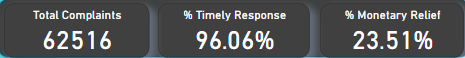 Total Complaints
62516
% Timely Response
96.06%
% Monetary Relief
23.51%